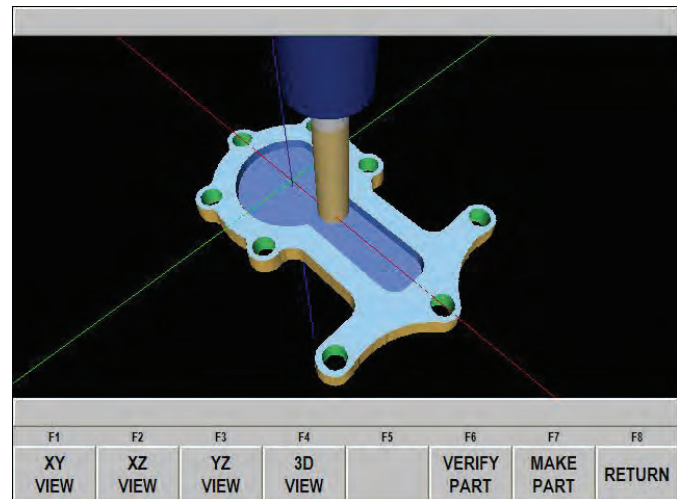 F1 F2 F3 F4 F5 F6 F7 F8
XY XZ YZ 3D VERIFY MAKE RETURN
VIEW VIEW VIEW VIEW PART PART